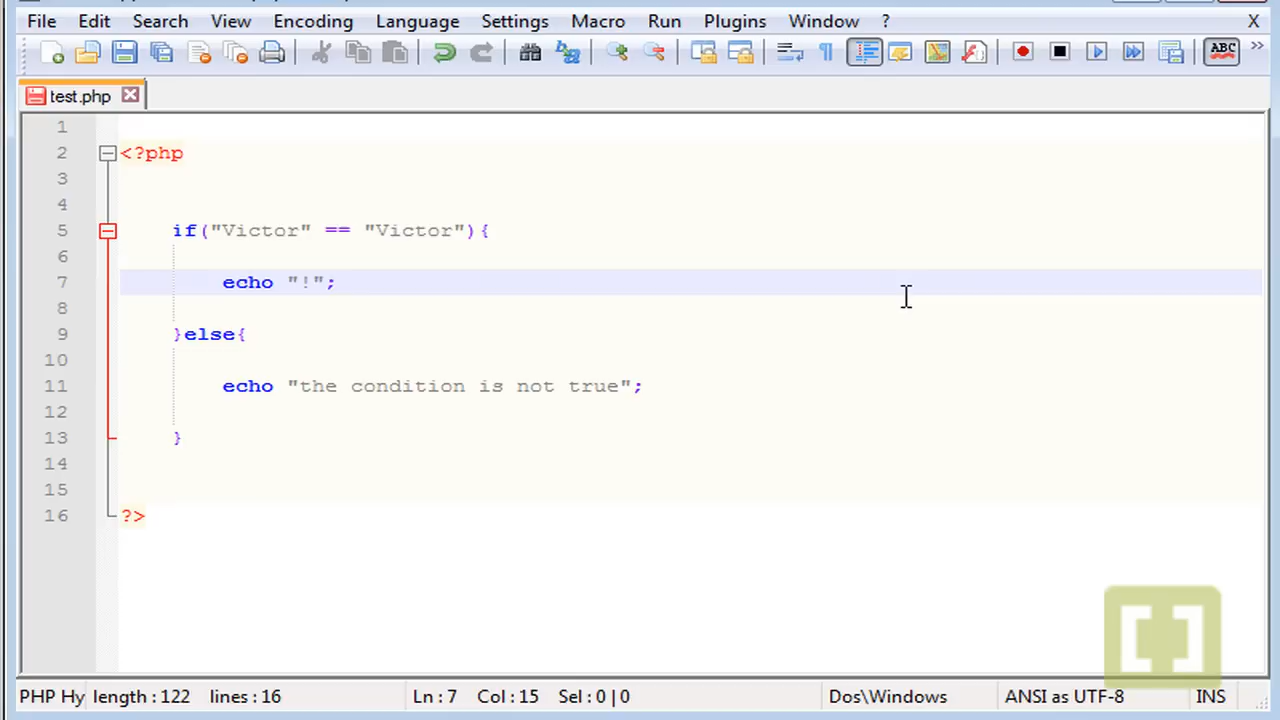 File Edit Search View Encoding Language Settings Macro Run Plugins Window ? X
ABC »
test.php
1
2 <?php
3
4
5 if("Victor" == "Victor"){
6
7 echo "!";
8
9 }else{
10
11 echo "the condition is not true";
12
13 }
14
15
16 ?>
PHP Hy length : 122 lines : 16 Ln : 7 Col : 15 Sel : 0 | 0 Dos\Windows ANSI as UTF-8 INS